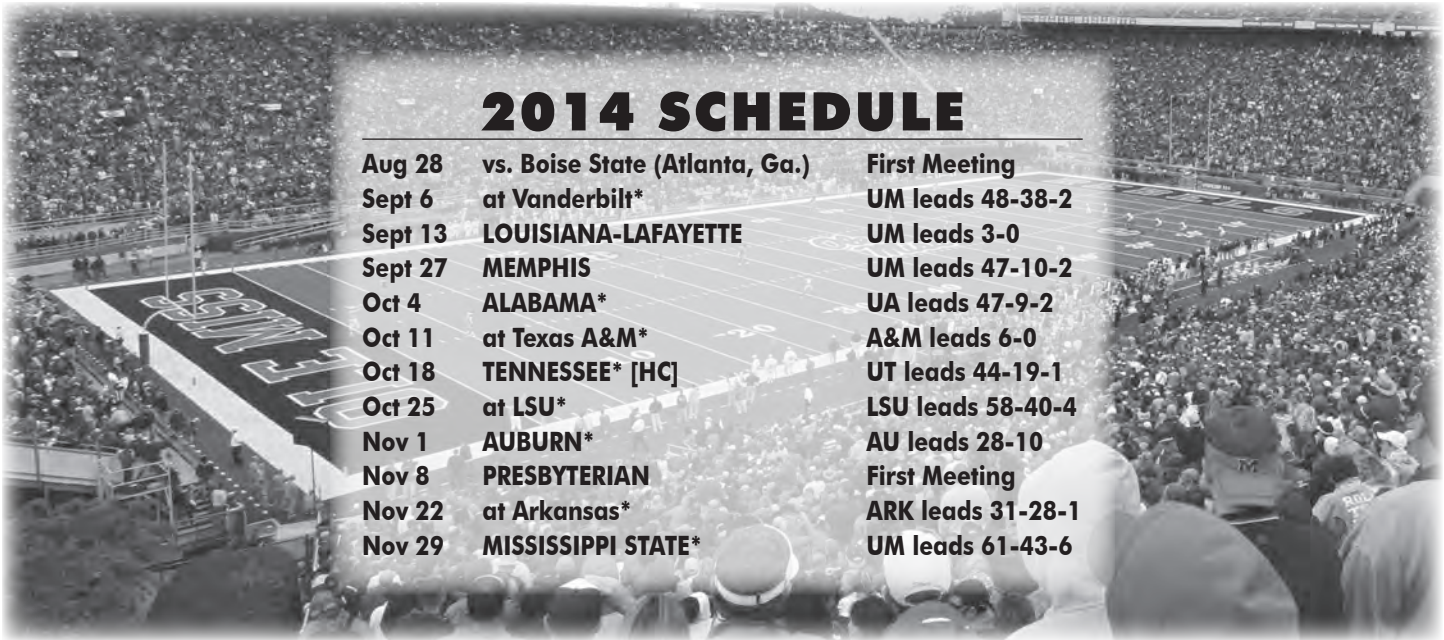 2014 SCHEDULE
Aug 28 vs. Boise State (Atlanta, Ga.) First Meeting
Sept 6 at Vanderbilt* UM leads 48-38-2
Sept 13 LOUISIANA-LAFAYETTE UM leads 3-0
Sept 27 MEMPHIS UM leads 47-10-2
Oct 4 ALABAMA* UA leads 47-9-2
Oct 11 at Texas A&M* A&M leads 6-0
Oct 18 TENNESSEE* [HC] UT leads 44-19-1
Oct 25 at LSU* LSU leads 58-40-4
Nov 1 AUBURN* AU leads 28-10
Nov 8 PRESBYTERIAN First Meeting
Nov 22 at Arkansas* ARK leads 31-28-1
Nov 29 MISSISSIPPI STATE* UM leads 61-43-6
OLE MISS
REBELS
20
M